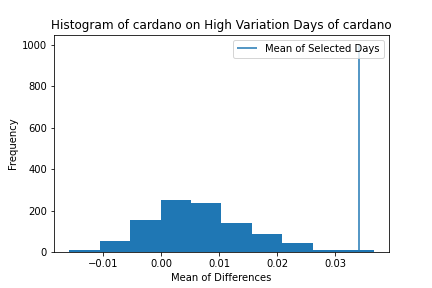 Histogram of cardano on High Variation Days of cardano
Mean of Selected Days
Frequency
1000
800
600
400
200
0
−0.01
0.00
0.01
0.02
0.03
Mean of Differences